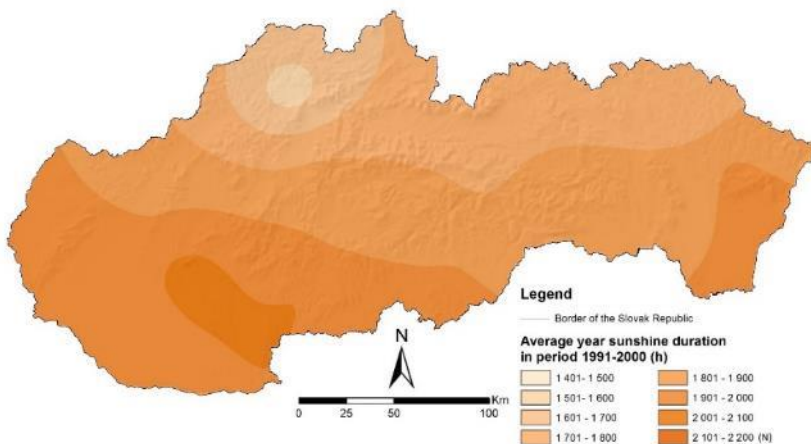 Legend
Border of the Slovak Republic
Average year sunshine duration
in period 1991-2000 (h)
1 401- 1 500
1 501 - 1 600
1 601 - 1 700
1 701 - 1 800
1 801 - 1 900
1 901 - 2 000
2 001 - 2 100
2 101 - 2 200 (N)
N
Km
0 25 50 100